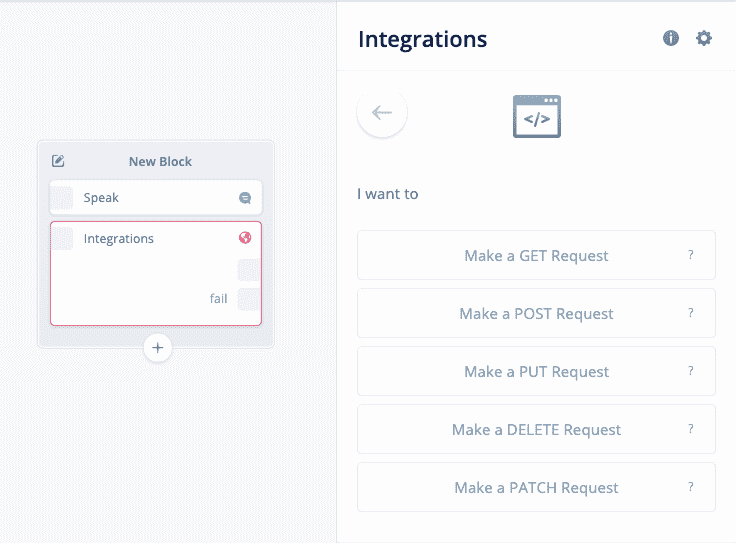 Integrations
</>
New Block
Speak
Integrations
fail
I want to
Make a GET Request ?
Make a POST Request ?
Make a PUT Request ?
Make a DELETE Request ?
Make a PATCH Request ?